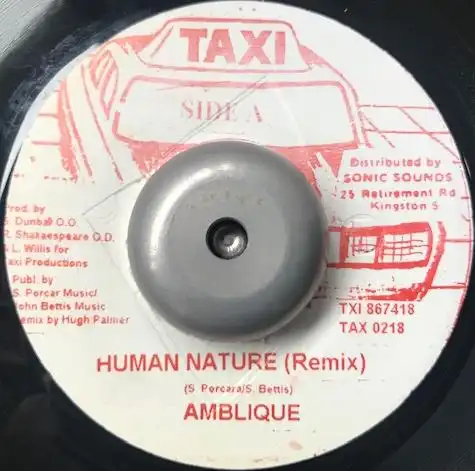 TAXI
SIDE A
Distributed by
SONIC SOUNDS
25 Retirement Rd
Kingston 5
Prod. by
S. Dunbar O.O.
R. Shakaespeare O.D.
L. Willis for
Taxi Productions
Publ. by
S. Porcar Music/
John Bettis Music
Remix by Hugh Palmer
TXI 867418
TAX 0218
HUMAN NATURE (Remix)
(S. Porcara/S. Bettis)
AMBLIQUE